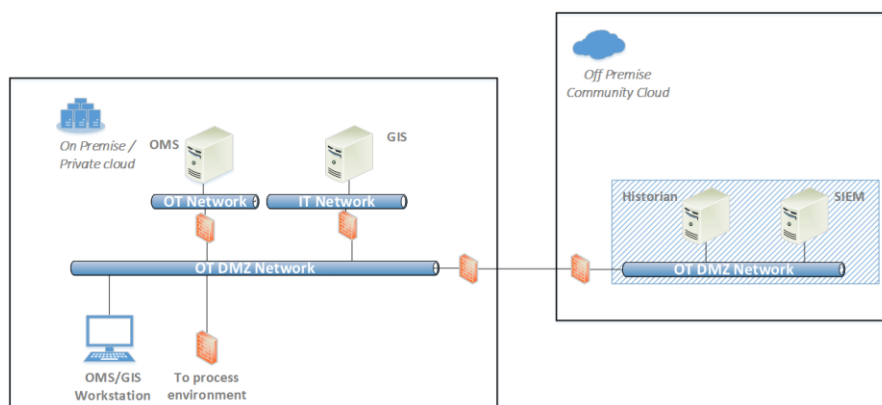 On Premise /
Private cloud
OMS
GIS
OT Network
IT Network
OT DMZ Network
OMS/GIS
Workstation
To process
environment
Off Premise
Community Cloud
Historian
SIEM
OT DMZ Network